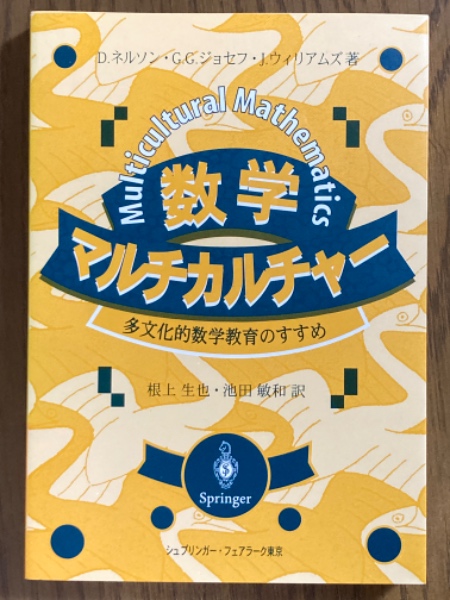 D.ネルソン・G.G.ジョセフ・J.ウィリアムズ 著
Multicultural Mathematics
数学
マルチカルチャー
多文化的数学教育のすすめ
根上 生也・池田 敏和 訳
Springer
シュプリンガー・フェアラーク東京